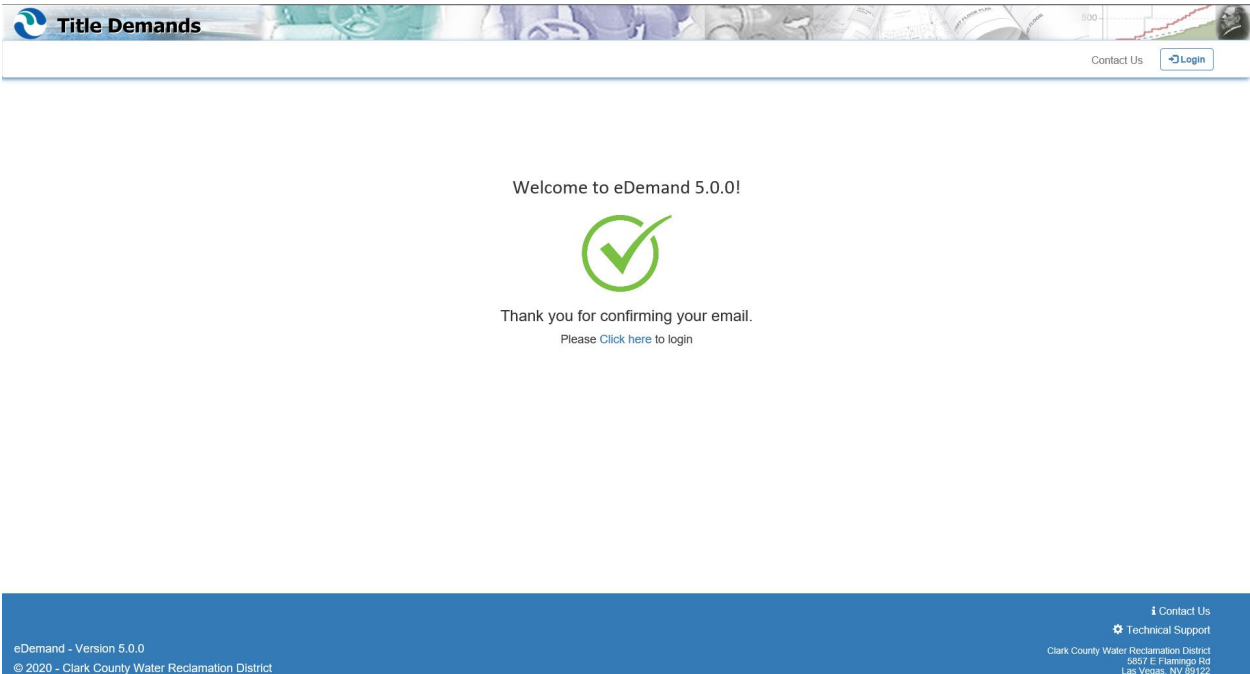 Title Demands
500
Contact Us
Login
Welcome to eDemand 5.0.0!
Thank you for confirming your email.
Please Click here to login
Contact Us
Technical Support
eDemand - Version 5.0.0
© 2020 - Clark County Water Reclamation District
Clark County Water Reclamation District
5857 E Flamingo Rd
Las Vegas, NV 89122